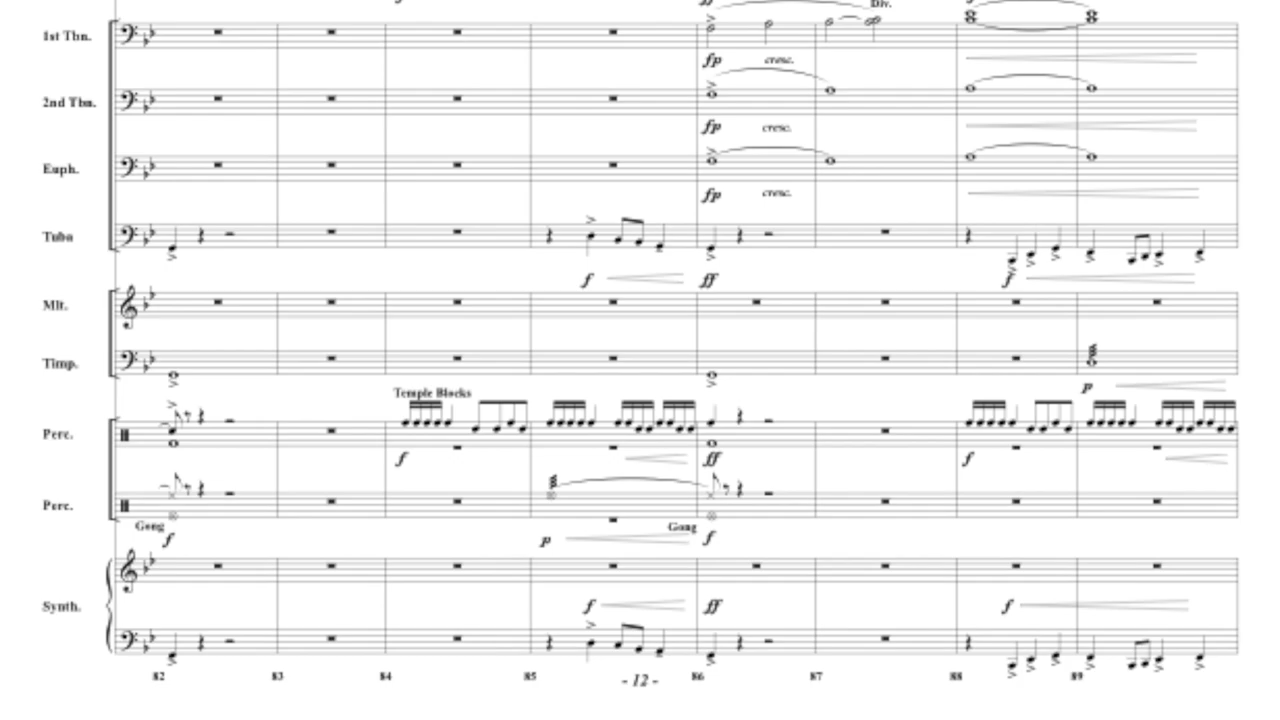 ff Div.
1st Tbn.
fp cresc.
2nd Tbn.
fp cresc.
Euph.
fp cresc.
Tuba
f ff f
Mlt.
Timp.
p
Temple Blocks
Perc.
f ff f
Perc.
Gong Gong
f p f
Synth.
f ff f
82 83 84 85 86 87 88 89
- 12 -